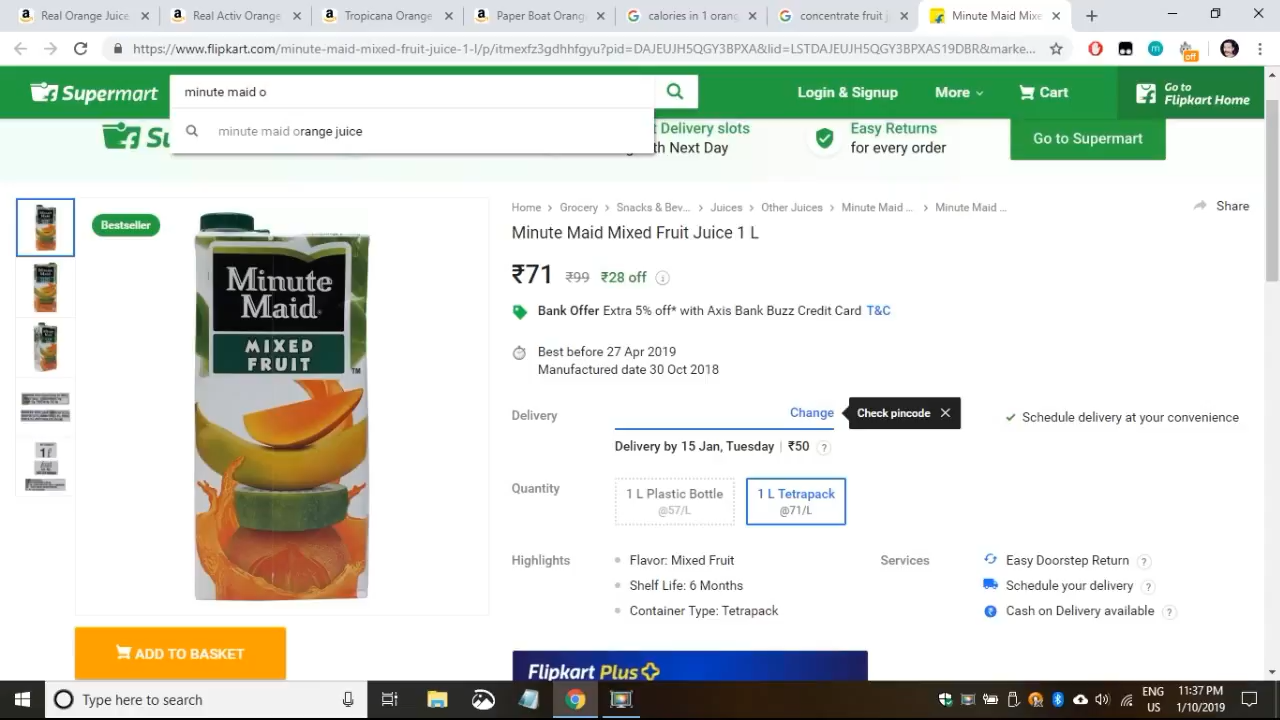 Real Orange Juice
Real Activ Orange
Tropicana Orange
Paper Boat Orang
calories in 1 orang
concentrate fruit j
Minute Maid Mixe
https://www.flipkart.com/minute-maid-mixed-fruit-juice-1-l/p/itmexfz3gdhhfgyu?pid=DAJEUJH5QGY3BPXA&lid=LSTDAJEUJH5QGY3BPXAS19DBR&marke...
off
Supermart
minute maid o
Login & Signup
More
Cart
Go to
Flipkart Home
minute maid orange juice
Su
t Delivery slots
th Next Day
Easy Returns
for every order
Go to Supermart
Bestseller
Home > Grocery > Snacks & Bev... > Juices > Other Juices > Minute Maid ... > Minute Maid ...
Share
Minute Maid Mixed Fruit Juice 1 L
₹71 ₹99 ₹28 off
Bank Offer Extra 5% off* with Axis Bank Buzz Credit Card T&C
Best before 27 Apr 2019
Manufactured date 30 Oct 2018
Minute
Maid
MIXED
FRUIT
TM
Delivery
Change
Check pincode
Schedule delivery at your convenience
Delivery by 15 Jan, Tuesday | ₹50 ?
Quantity
1 L Plastic Bottle
@57/L
1 L Tetrapack
@71/L
Highlights
Flavor: Mixed Fruit
Shelf Life: 6 Months
Container Type: Tetrapack
Services
Easy Doorstep Return ?
Schedule your delivery ?
Cash on Delivery available ?
ADD TO BASKET
Flipkart Plus
Type here to search
ENG
US
11:37 PM
1/10/2019